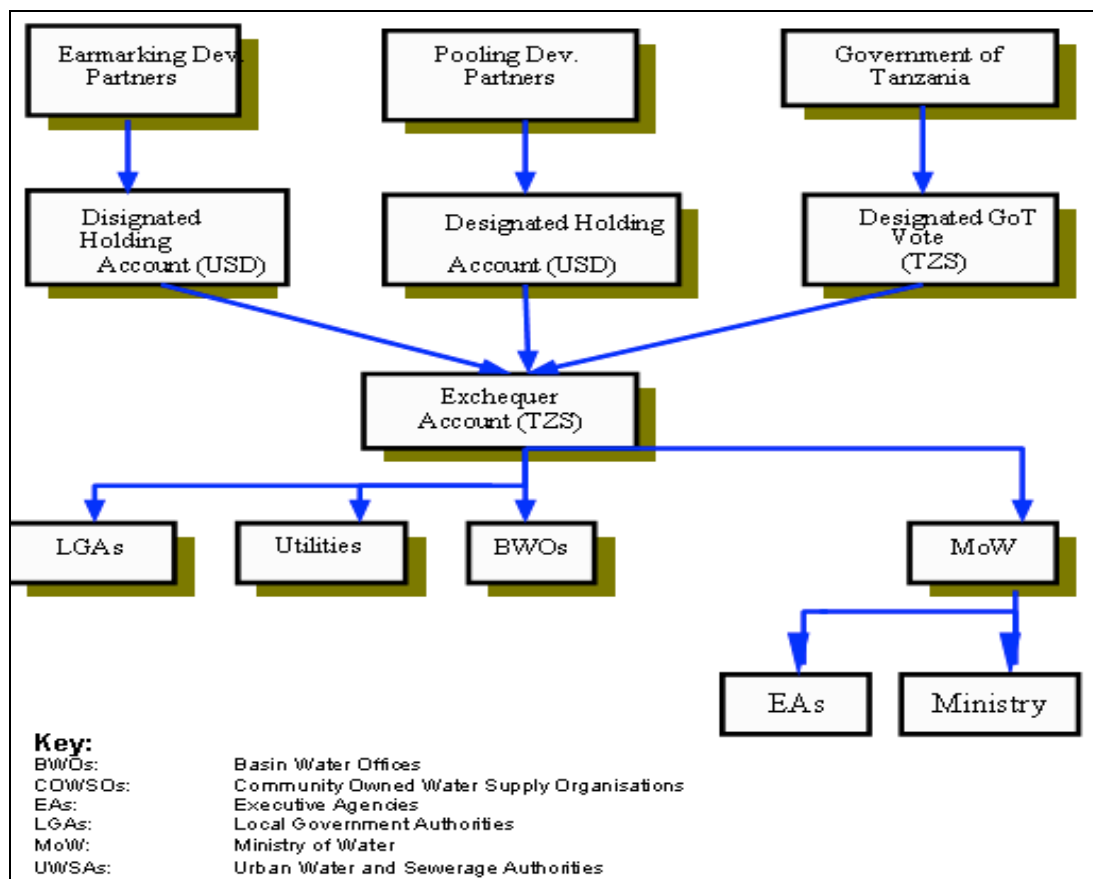 Earmarking Dev.
Partners
Pooling Dev.
Partners
Government of
Tanzania
Disignated
Holding
Account (USD)
Designated Holding
Account (USD)
Designated GoT
Vote
(TZS)
Exchequer
Account (TZS)
LGAs
Utilities
BWOs
MoW
EAs
Ministry
Key:
BWOs: Basin Water Offices
COWSOs: Community Owned Water Supply Organisations
EAs: Executive Agencies
LGAs: Local Government Authorities
MoW: Ministry of Water
UWSAs: Urban Water and Sewerage Authorities